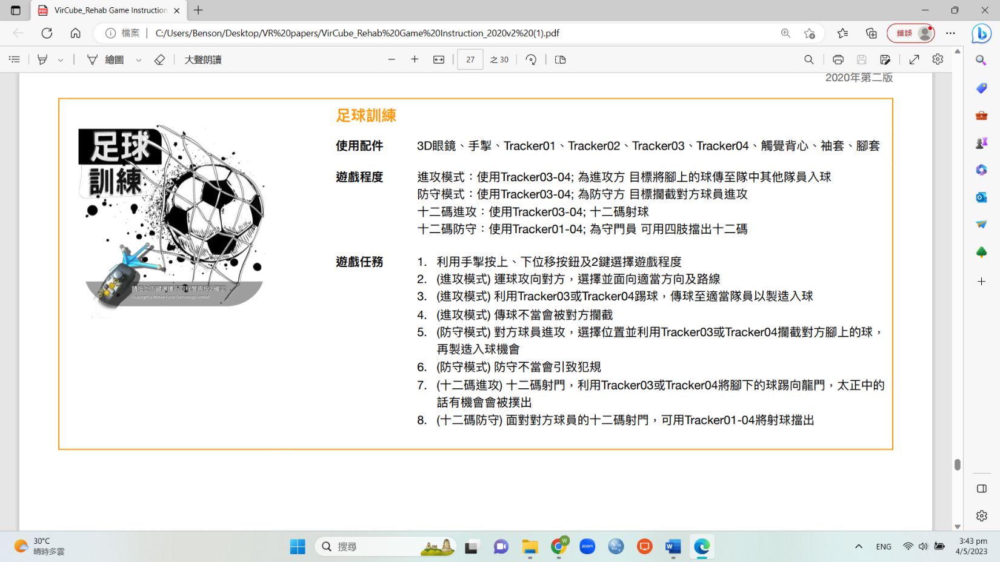 VirCube_Rehab Game Instruction
檔案
C:/Users/Benson/Desktop/VR%20papers/VirCube_Rehab%20Game%20Instruction_2020v2%20(1).pdf
錯誤
繪圖
大聲朗讀
27
之 30
2020年第二版
足球訓練
足球
訓練
請按上下鍵選擇不同程度再按2確定
Copyright @ Motive Force Technology Limited
使用配件
3D眼鏡、手掣、Tracker01、Tracker02、Tracker03、Tracker04、觸覺背心、袖套、腳套
遊戲程度
進攻模式：使用Tracker03-04; 為進攻方 目標將腳上的球傳至隊中其他隊員入球
防守模式：使用Tracker03-04; 為防守方 目標攔截對方球員進攻
十二碼進攻：使用Tracker03-04; 十二碼射球
十二碼防守：使用Tracker01-04; 為守門員 可用四肢擋出十二碼
遊戲任務
1. 利用手掣按上、下位移按鈕及2鍵選擇遊戲程度
2. (進攻模式) 運球攻向對方，選擇並面向適當方向及路線
3. (進攻模式) 利用Tracker03或Tracker04踢球，傳球至適當隊員以製造入球
4. (進攻模式) 傳球不當會被對方攔截
5. (防守模式) 對方球員進攻，選擇位置並利用Tracker03或Tracker04攔截對方腳上的球，
再製造入球機會
6. (防守模式) 防守不當會引致犯規
7. (十二碼進攻) 十二碼射門，利用Tracker03或Tracker04將腳下的球踢向龍門，太正中的
話有機會會被撲出
8. (十二碼防守) 面對對方球員的十二碼射門，可用Tracker01-04將射球擋出
30°C
晴時多雲
搜尋
zoom
W
ENG
3:43 pm
4/5/2023